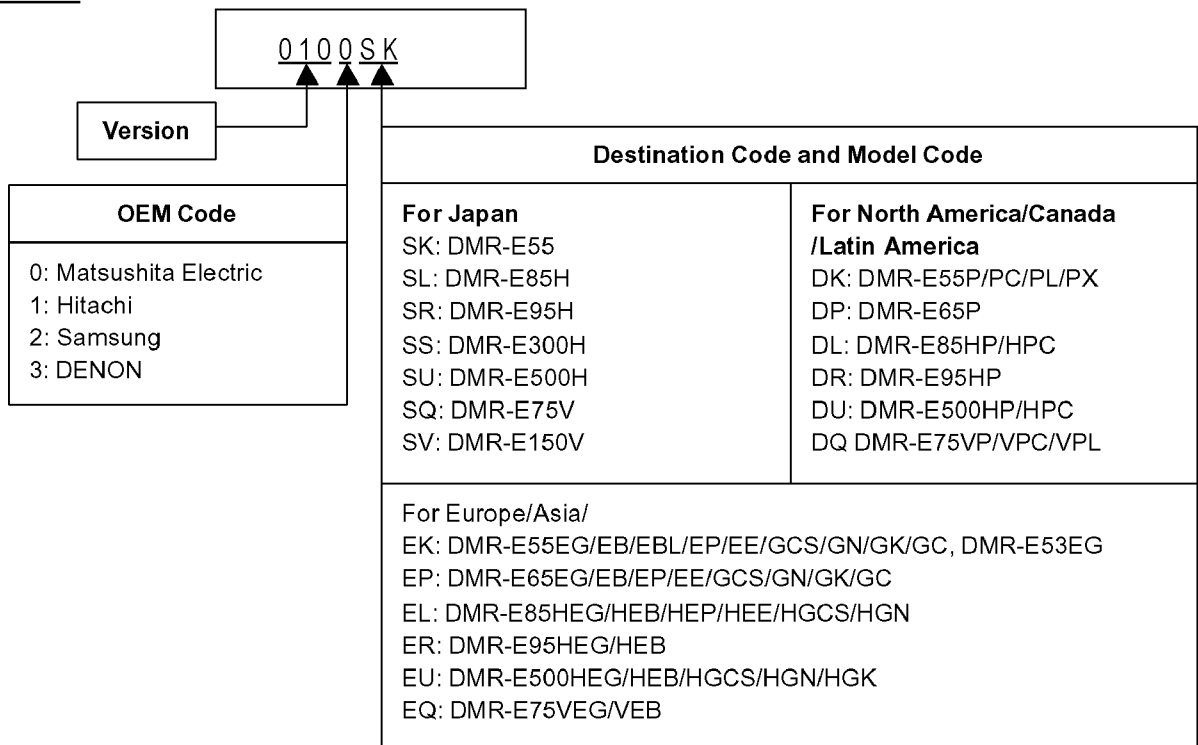 0100SK
Version
OEM Code
0: Matsushita Electric
1: Hitachi
2: Samsung
3: DENON
Destination Code and Model Code
For Japan
SK: DMR-E55
SL: DMR-E85H
SR: DMR-E95H
SS: DMR-E300H
SU: DMR-E500H
SQ: DMR-E75V
SV: DMR-E150V
For North America/Canada
/Latin America
DK: DMR-E55P/PC/PL/PX
DP: DMR-E65P
DL: DMR-E85HP/HPC
DR: DMR-E95HP
DU: DMR-E500HP/HPC
DQ DMR-E75VP/VPC/VPL
For Europe/Asia/
EK: DMR-E55EG/EB/EBL/EP/EE/GCS/GN/GK/GC, DMR-E53EG
EP: DMR-E65EG/EB/EP/EE/GCS/GN/GK/GC
EL: DMR-E85HEG/HEB/HEP/HEE/HGCS/HGN
ER: DMR-E95HEG/HEB
EU: DMR-E500HEG/HEB/HGCS/HGN/HGK
EQ: DMR-E75VEG/VEB